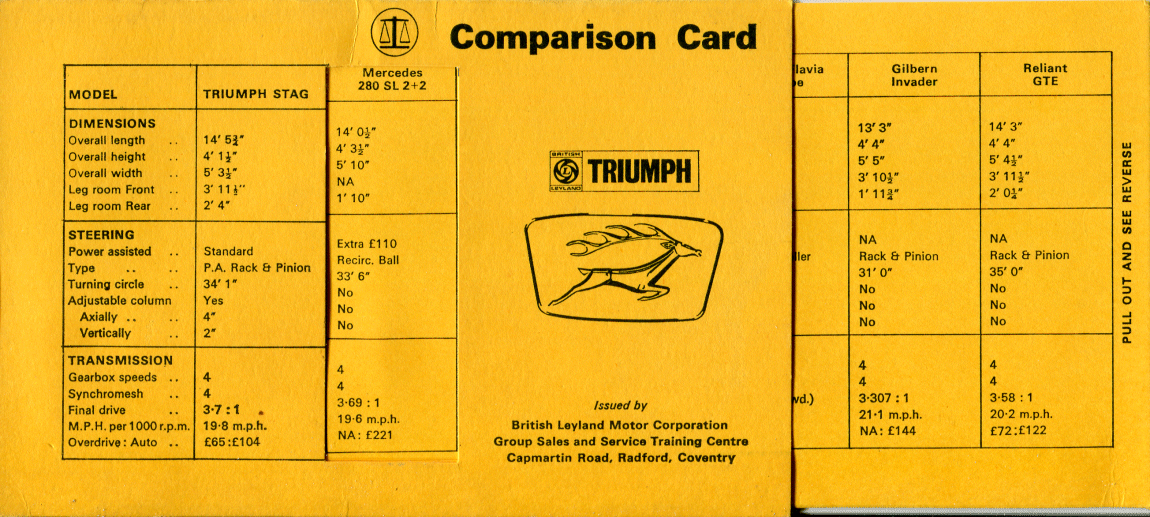 Comparison Card
MODEL TRIUMPH STAG
Mercedes
280 SL 2+2
DIMENSIONS
Overall length .. 14′ 5¾″ 14′ 0½″
Overall height .. 4′ 1½″ 4′ 3½″
Overall width .. 5′ 3½″ 5′ 10″
Leg room Front .. 3′ 11½″ NA
Leg room Rear .. 2′ 4″ 1′ 10″
STEERING
Power assisted .. Standard Extra £110
Type .. .. P.A. Rack & Pinion Recirc. Ball
Turning circle .. 34′ 1″ 33′ 6″
Adjustable column Yes No
Axially .. .. 4″ No
Vertically .. 2″ No
TRANSMISSION
Gearbox speeds .. 4 4
Synchromesh .. 4 4
Final drive .. 3·7 : 1 3·69 : 1
M.P.H. per 1000 r.p.m. 19·8 m.p.h. 19·6 m.p.h.
Overdrive : Auto .. £65:£104 NA: £221
BRITISH
L
LEYLAND
TRIUMPH
Issued by
British Leyland Motor Corporation
Group Sales and Service Training Centre
Capmartin Road, Radford, Coventry
lavia Gilbern Reliant
pe Invader GTE
13′ 3″ 14′ 3″
4′ 4″ 4′ 4″
5′ 5″ 5′ 4½″
3′ 10½″ 3′ 11½″
1′ 11¾″ 2′ 0¼″
NA NA
ller Rack & Pinion Rack & Pinion
31′ 0″ 35′ 0″
No No
No No
No No
4 4
4 4
wd.) 3·307 : 1 3·58 : 1
21·1 m.p.h. 20·2 m.p.h.
NA: £144 £72:£122
PULL OUT AND SEE REVERSE